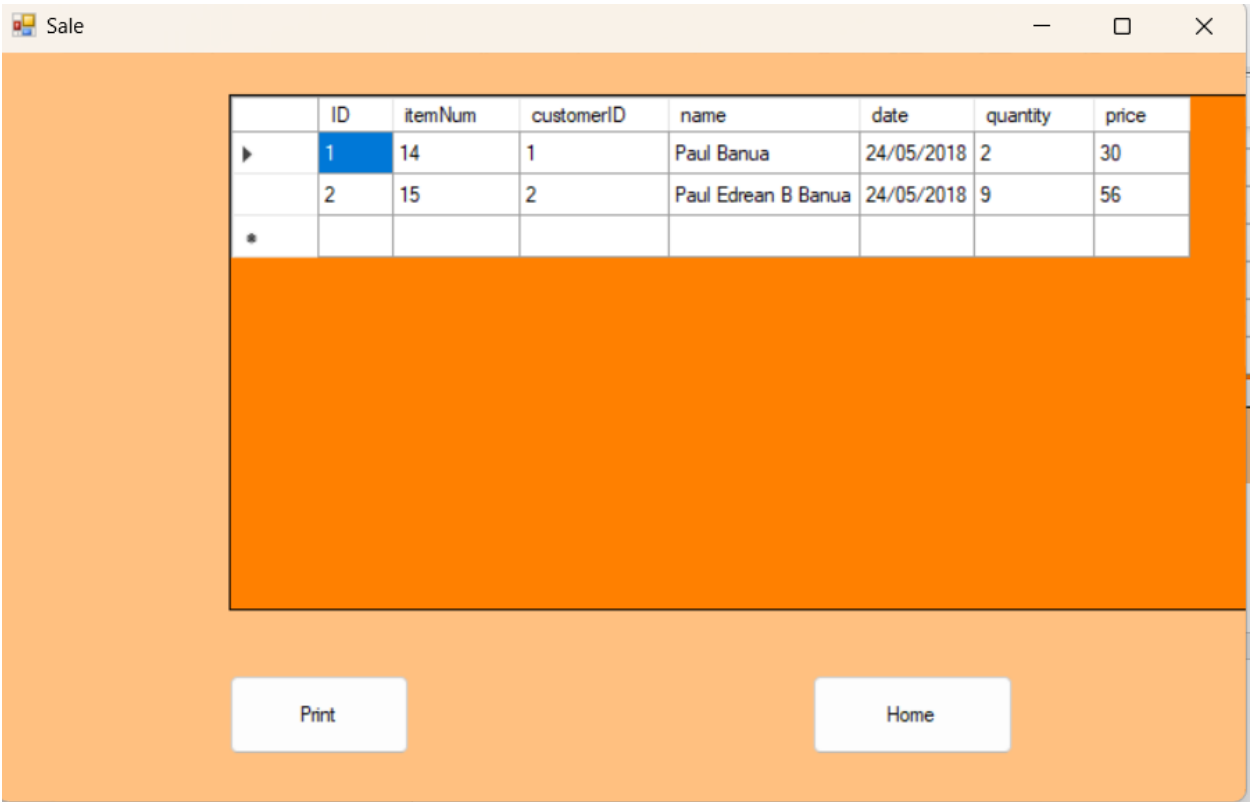 Sale
ID itemNum customerID name date quantity price
1 14 1 Paul Banua 24/05/2018 2 30
2 15 2 Paul Edrean B Banua 24/05/2018 9 56
Print Home